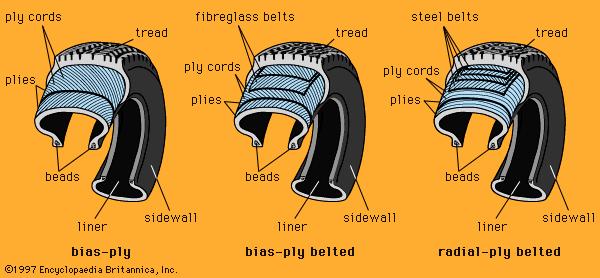 ply cords
tread
plies
beads
liner
sidewall
bias-ply
fibreglass belts
tread
ply cords
plies
beads
liner
sidewall
bias-ply belted
steel belts
tread
ply cords
plies
beads
liner
sidewall
radial-ply belted
©1997 Encyclopaedia Britannica, Inc.